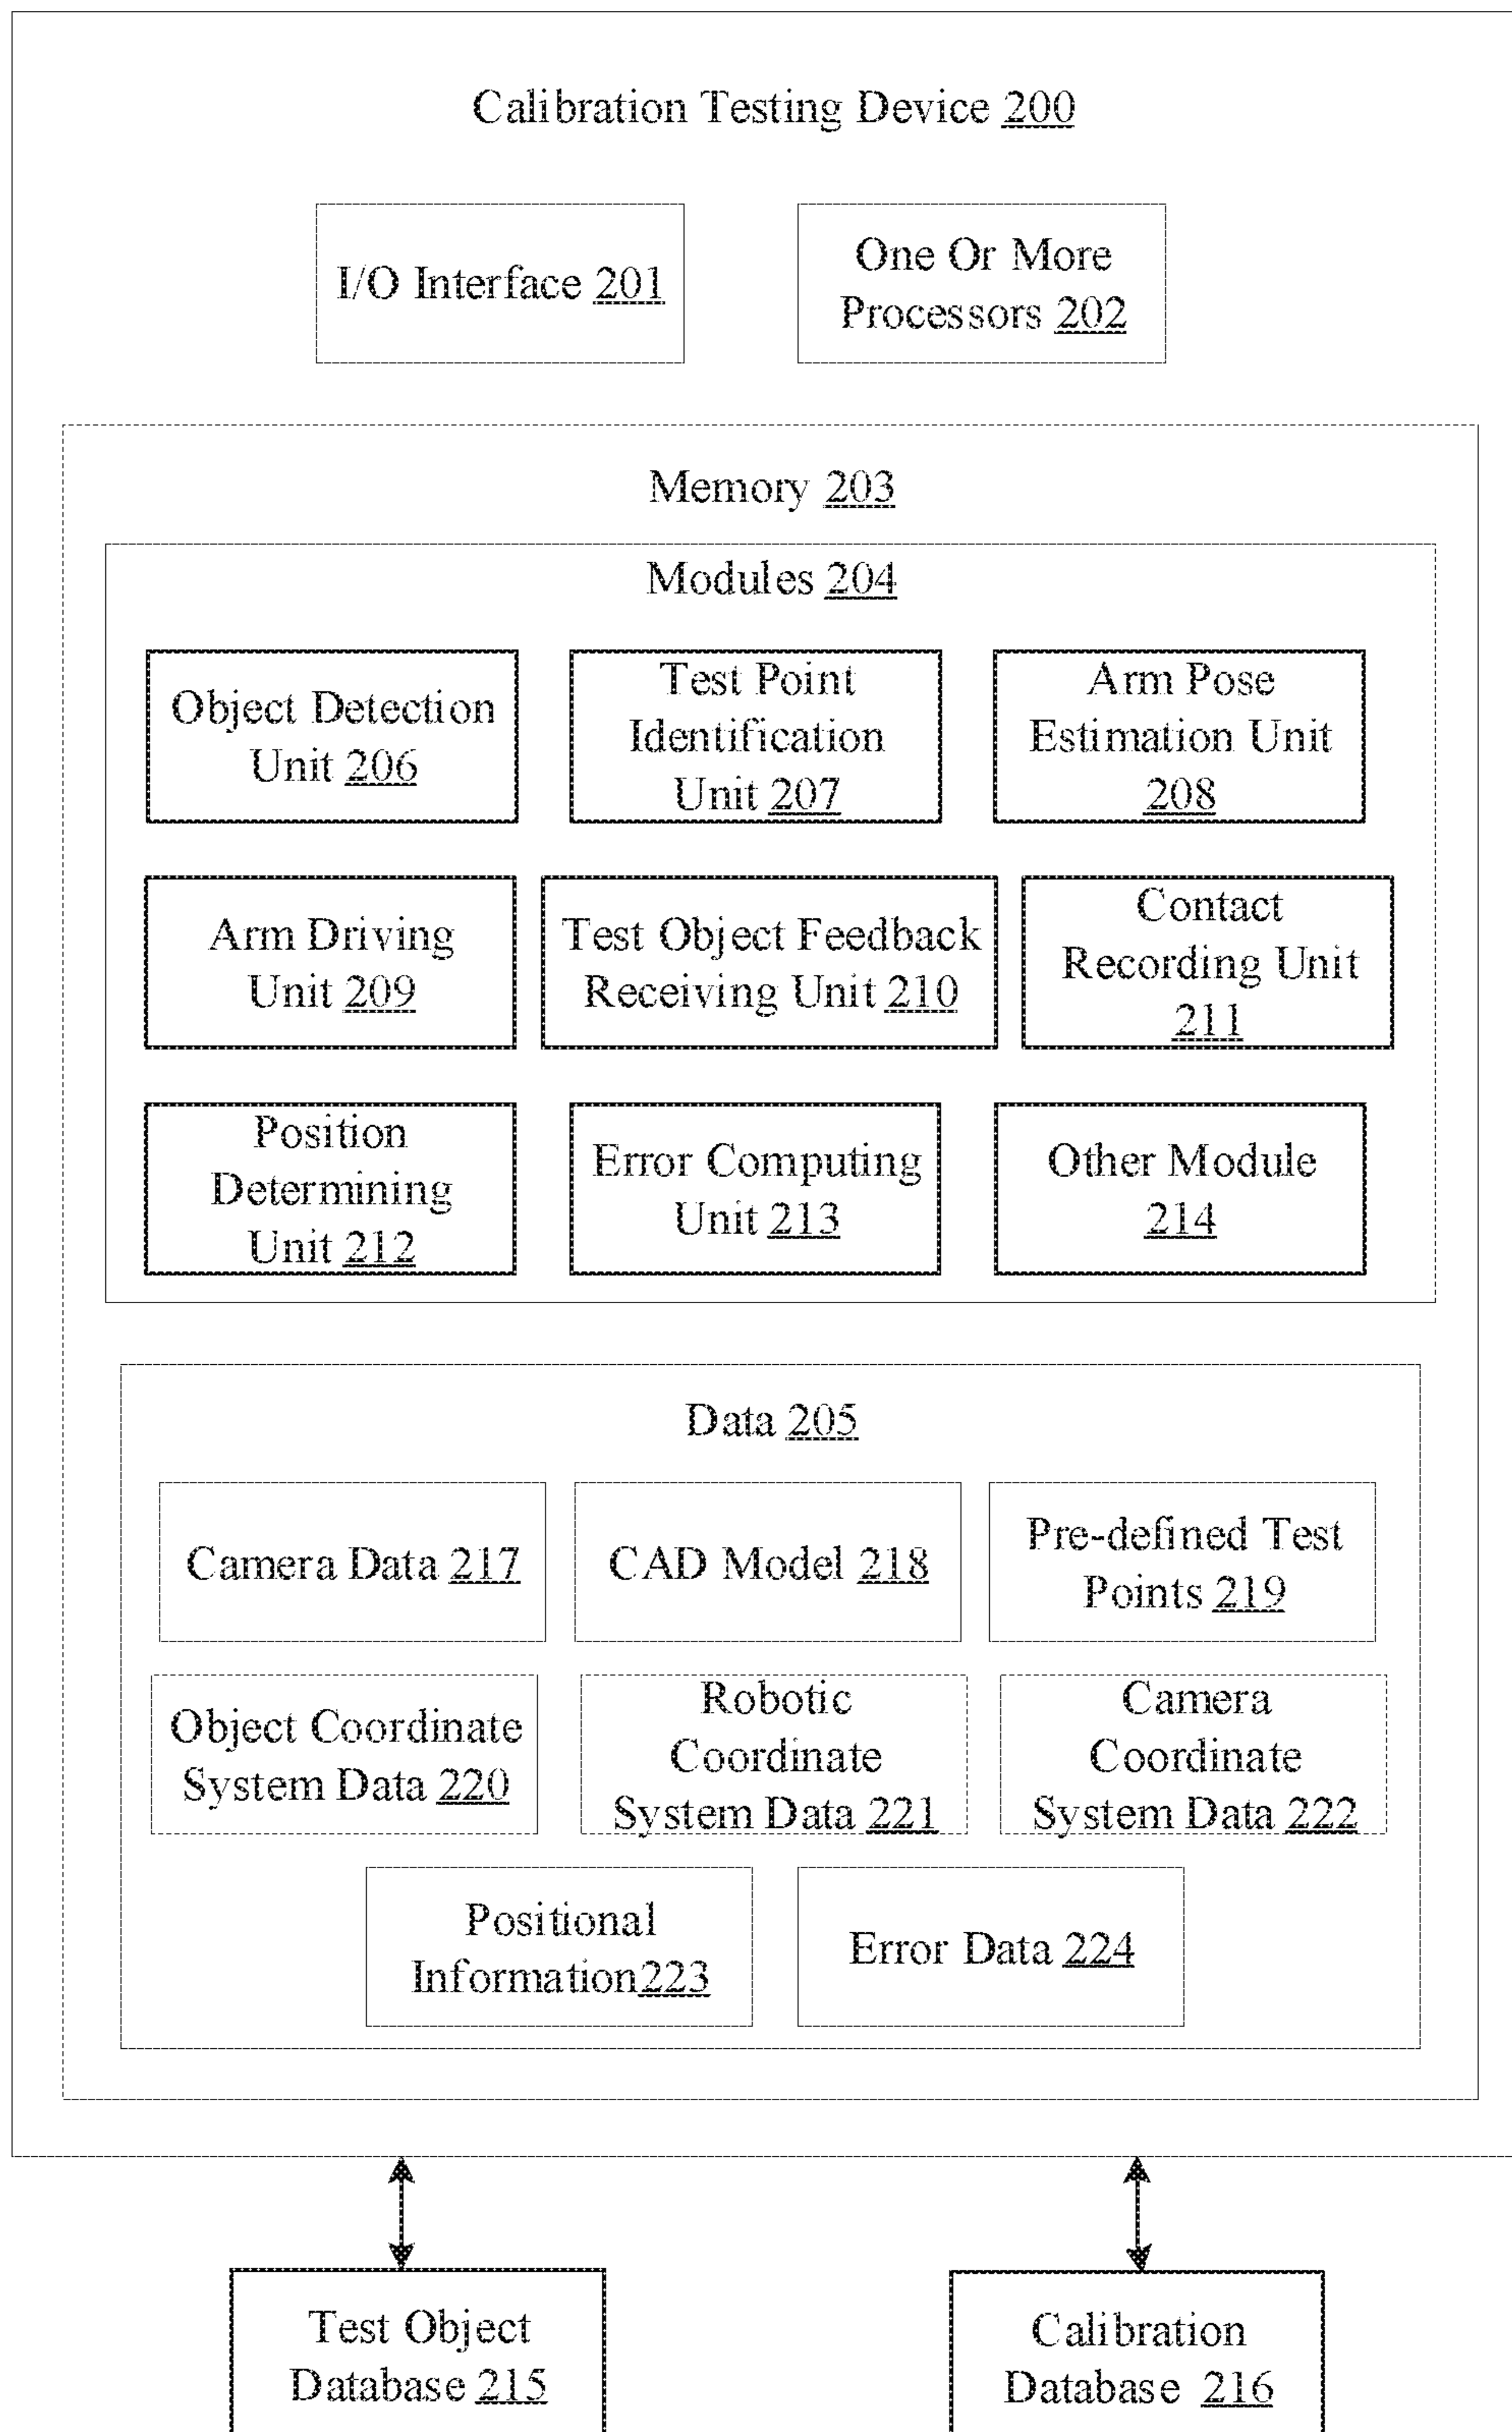 Calibration Testing Device 200
I/O Interface 201
One Or More
Processors 202
Memory 203
Modules 204
Object Detection
Unit 206
Test Point
Identification
Unit 207
Arm Pose
Estimation Unit
208
Arm Driving
Unit 209
Test Object Feedback
Receiving Unit 210
Contact
Recording Unit
211
Position
Determining
Unit 212
Error Computing
Unit 213
Other Module
214
Data 205
Camera Data 217
CAD Model 218
Pre-defined Test
Points 219
Object Coordinate
System Data 220
Robotic
Coordinate
System Data 221
Camera
Coordinate
System Data 222
Positional
Information223
Error Data 224
Test Object
Database 215
Calibration
Database 216